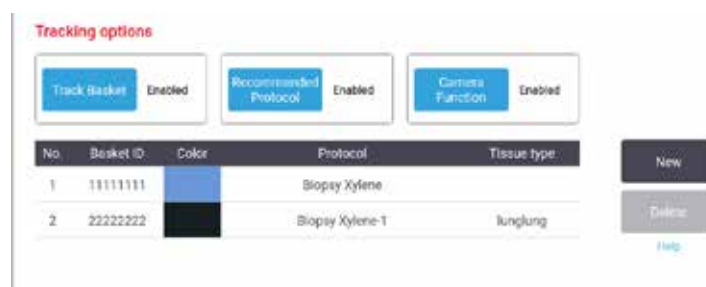 Tracking options
Track Basket Enabled
Recommended Protocol Enabled
Camera Function Enabled
No. Basket ID Color Protocol Tissue type
1 11111111 Biopsy Xylene
2 22222222 Biopsy Xylene-1 lunglung
New
Delete
Help